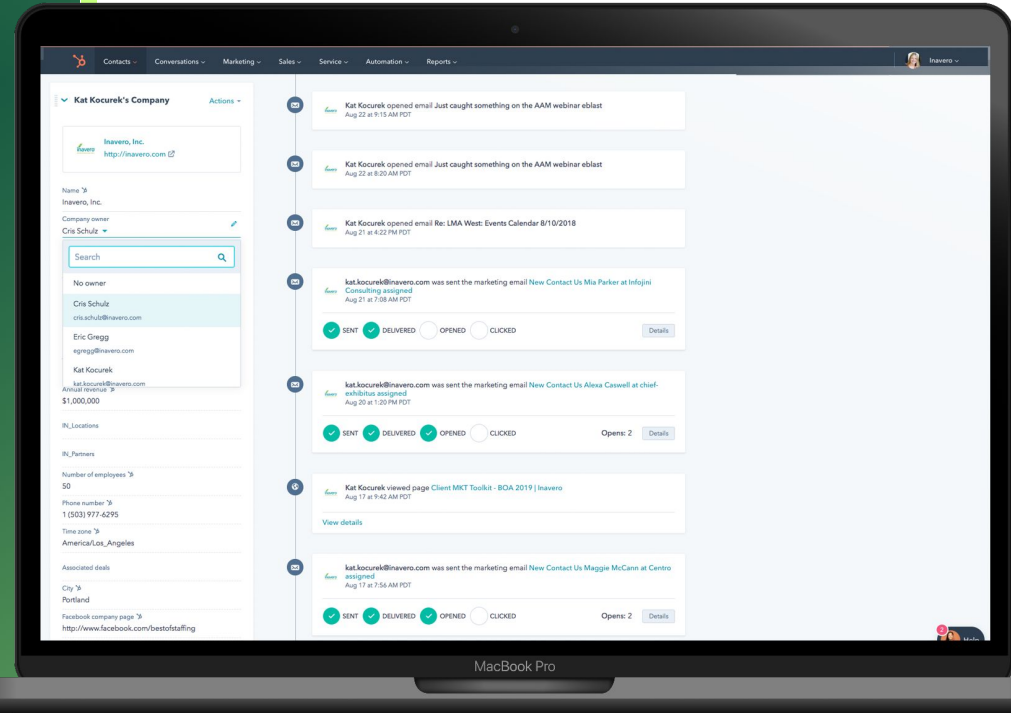 Contacts Conversations Marketing Sales Service Automation Reports Inavero
Kat Kocurek's Company Actions
inavero
Inavero, Inc.
http://inavero.com
Name
Inavero, Inc.
Company owner
Cris Schulz
Search
No owner
Cris Schulz
cris.schulz@inavero.com
Eric Gregg
egregg@inavero.com
Kat Kocurek
kat.kocurek@inavero.com
Annual revenue
$1,000,000
IN_Locations
IN_Partners
Number of employees
50
Phone number
1 (503) 977-6295
Time zone
America/Los_Angeles
Associated deals
City
Portland
Facebook company page
http://www.facebook.com/bestofstaffing
Kat Kocurek opened email Just caught something on the AAM webinar eblast
Aug 22 at 9:15 AM PDT
Kat Kocurek opened email Just caught something on the AAM webinar eblast
Aug 22 at 8:20 AM PDT
Kat Kocurek opened email Re: LMA West: Events Calendar 8/10/2018
Aug 21 at 4:22 PM PDT
kat.kocurek@inavero.com was sent the marketing email New Contact Us Mia Parker at Infojini
Consulting assigned
Aug 21 at 7:08 AM PDT
SENT DELIVERED OPENED CLICKED Details
kat.kocurek@inavero.com was sent the marketing email New Contact Us Alexa Caswell at chief-
exhibitus assigned
Aug 20 at 1:20 PM PDT
SENT DELIVERED OPENED CLICKED Opens: 2 Details
Kat Kocurek viewed page Client MKT Toolkit - BOA 2019 | Inavero
Aug 17 at 9:42 AM PDT
View details
kat.kocurek@inavero.com was sent the marketing email New Contact Us Maggie McCann at Centro
assigned
Aug 17 at 7:56 AM PDT
SENT DELIVERED OPENED CLICKED Opens: 2 Details
2
Help
MacBook Pro